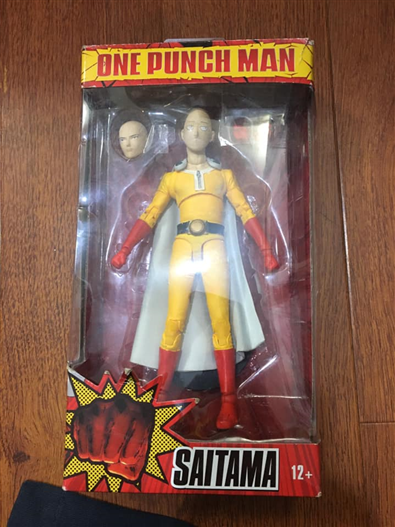 ONE PUNCH MAN
SAITAMA
12+